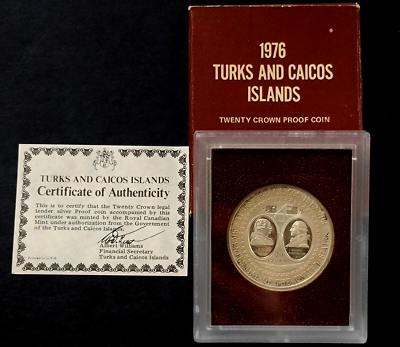 1976
TURKS AND CAICOS
ISLANDS
TWENTY CROWN PROOF COIN
TURKS AND CAICOS ISLANDS
Certificate of Authenticity
This is to certify that the Twenty Crown legal
tender silver Proof coin accompanied by this
certificate was minted by the Royal Canadian
Mint under authorization from the Government
of the Turks and Caicos Islands.
Albert Williams
Financial Secretary
Turks and Caicos Islands